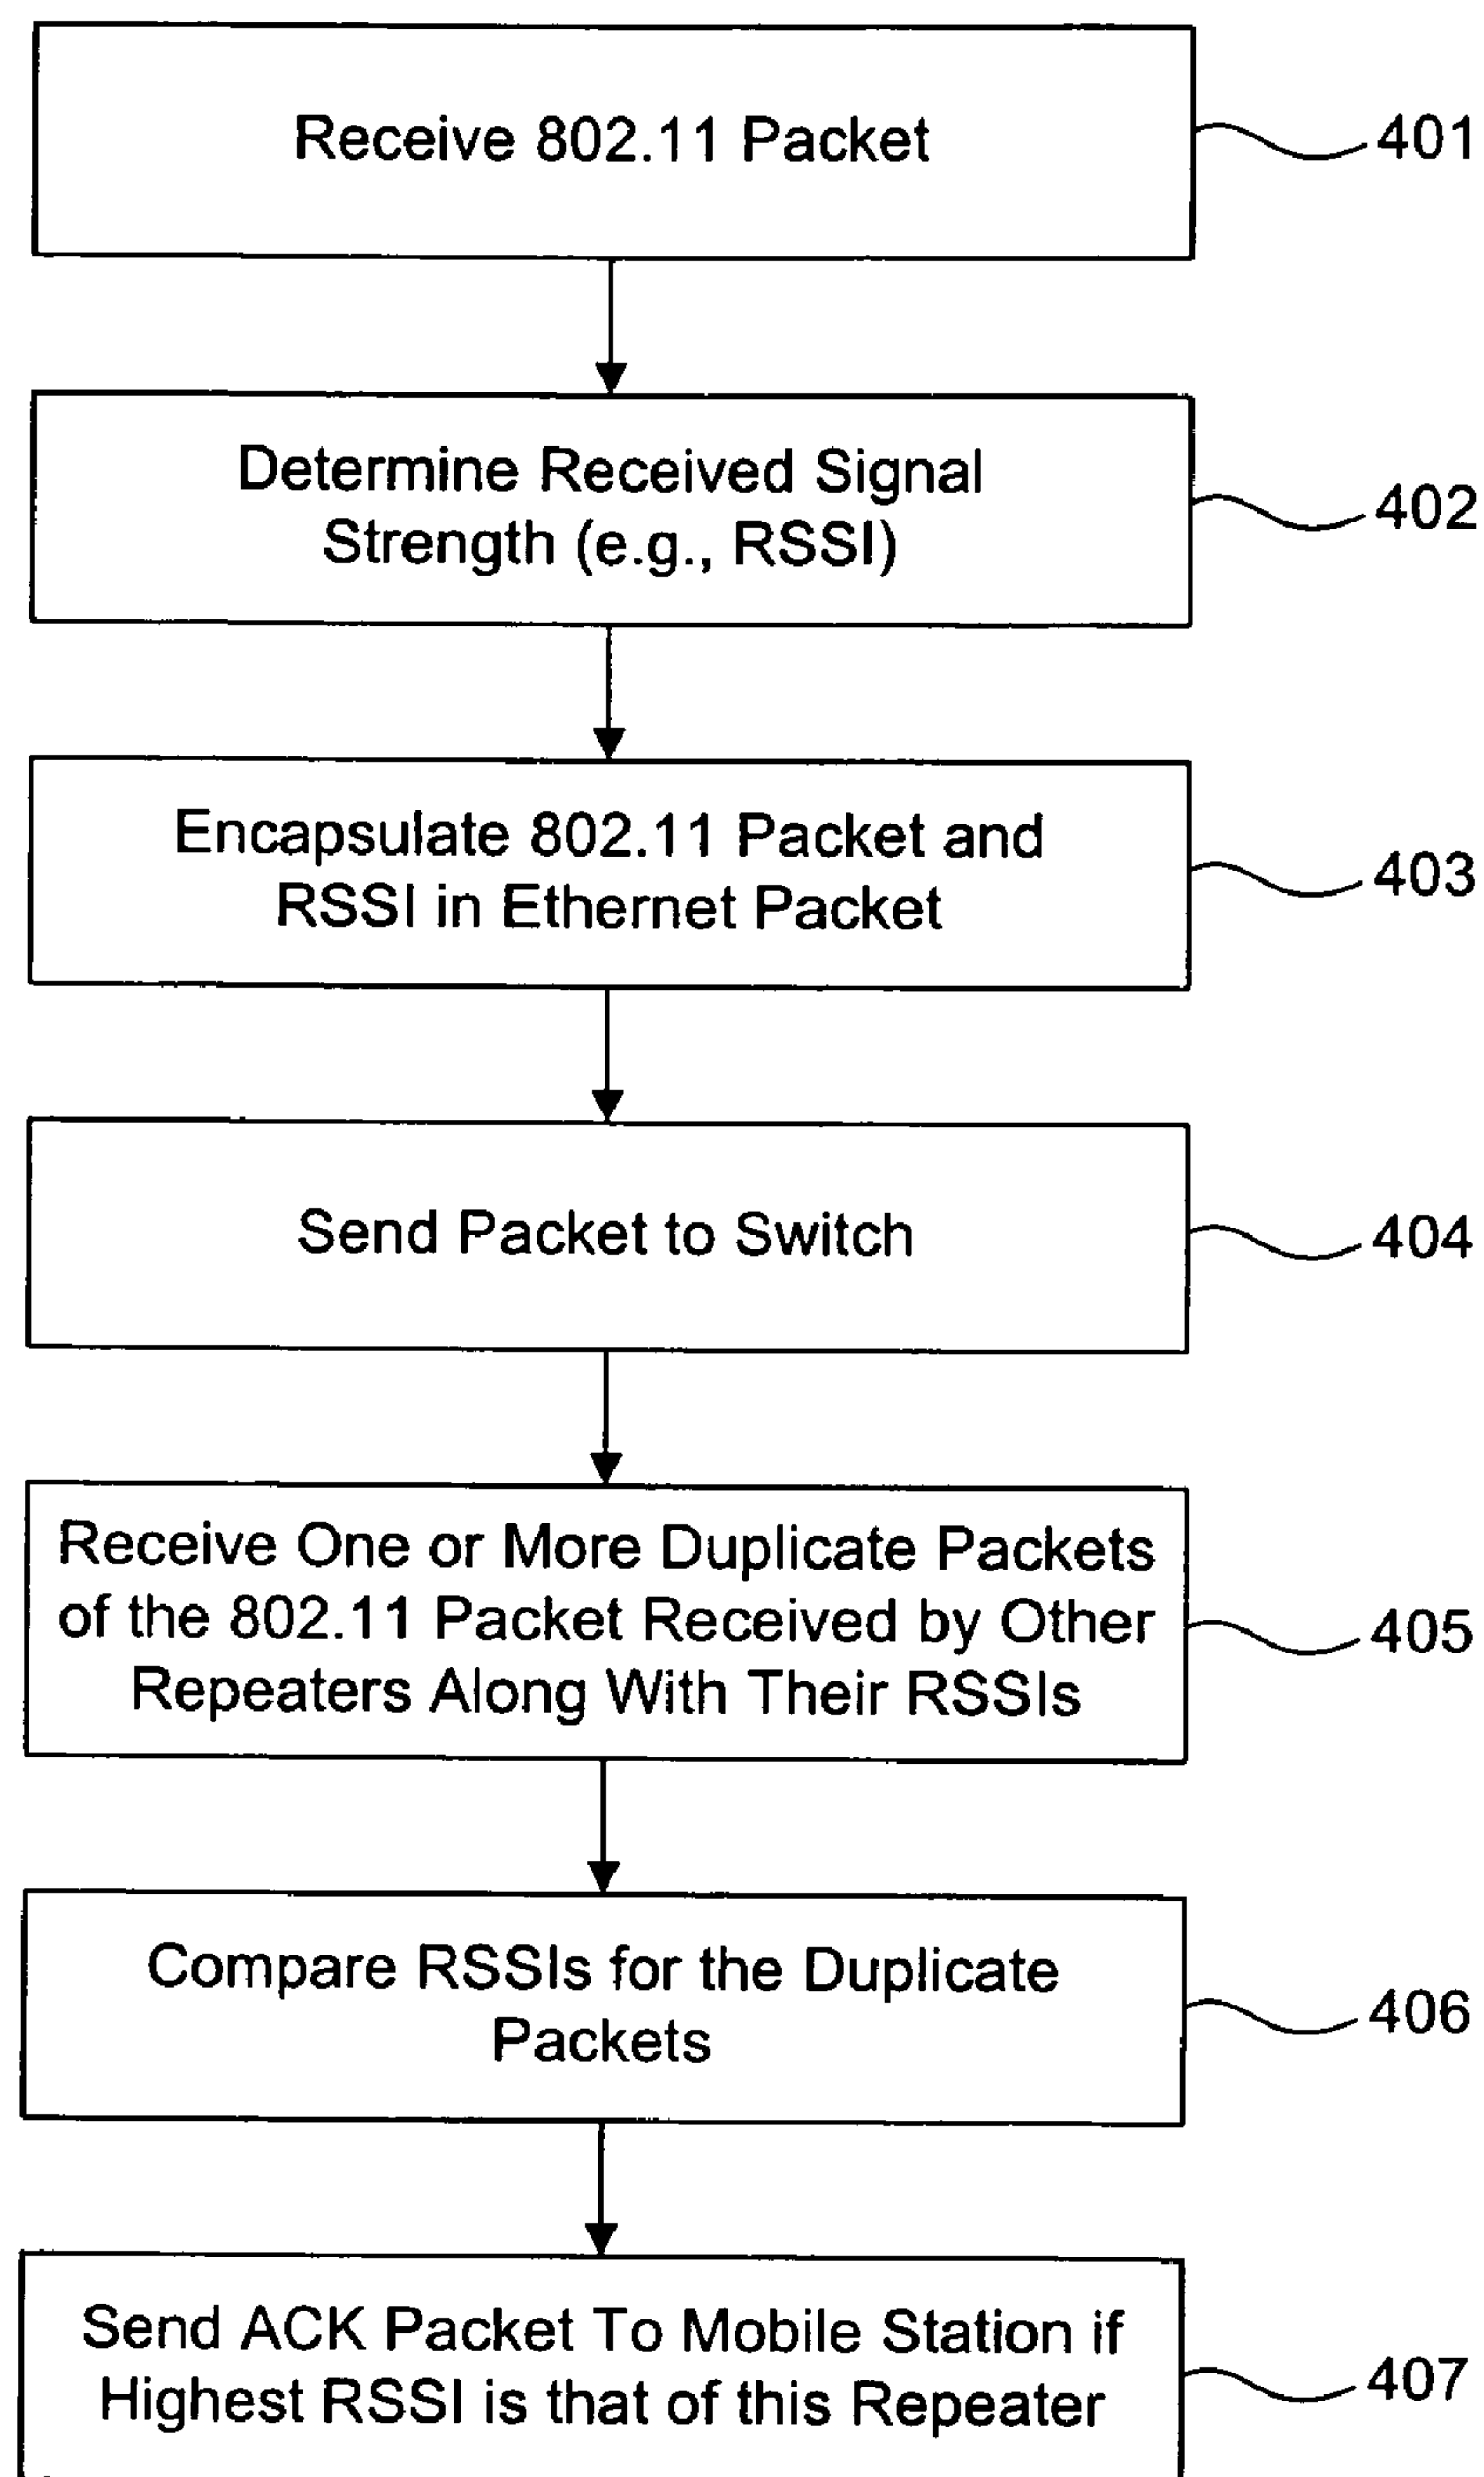 Receive 802.11 Packet
401
Determine Received Signal
Strength (e.g., RSSI)
402
Encapsulate 802.11 Packet and
RSSI in Ethernet Packet
403
Send Packet to Switch
404
Receive One or More Duplicate Packets
of the 802.11 Packet Received by Other
Repeaters Along With Their RSSIs
405
Compare RSSIs for the Duplicate
Packets
406
Send ACK Packet To Mobile Station if
Highest RSSI is that of this Repeater
407